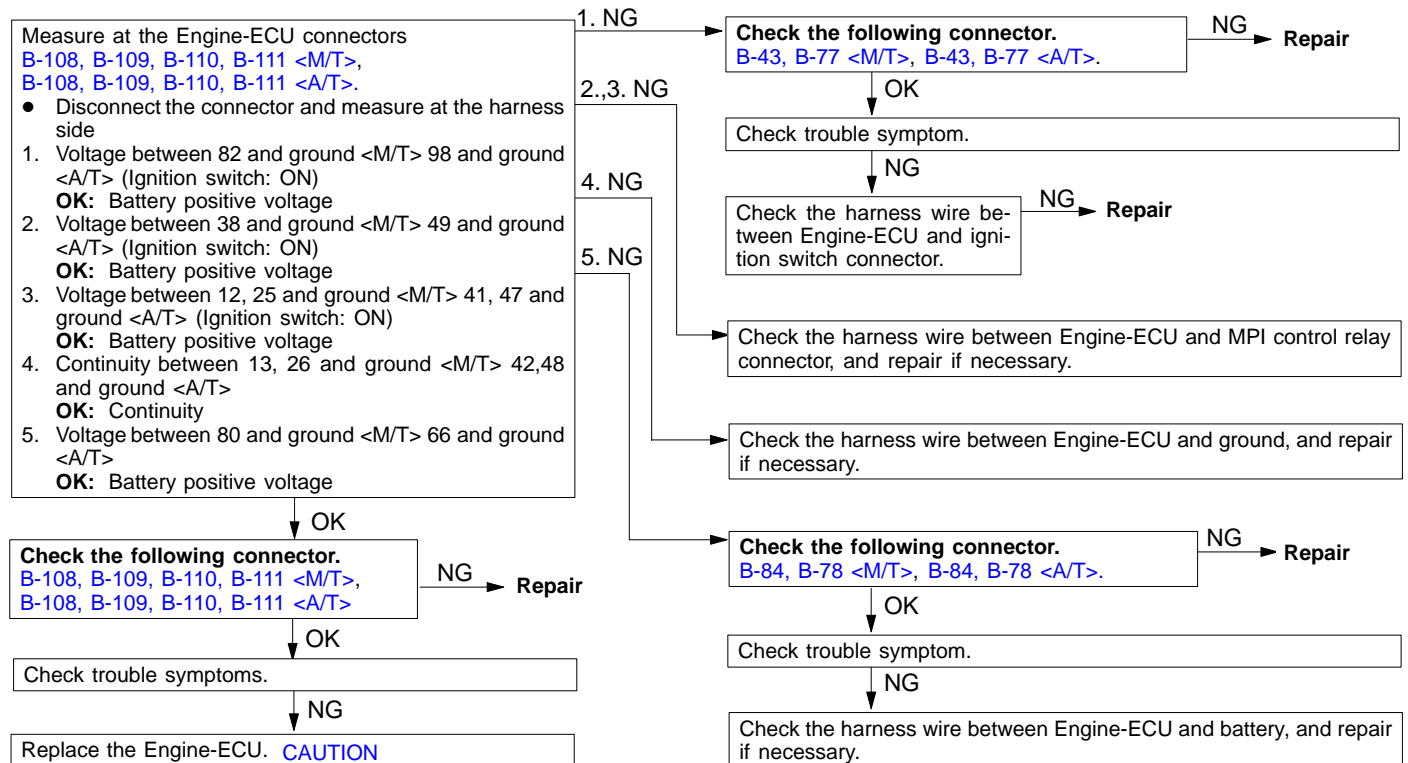 Measure at the Engine-ECU connectors
B-108, B-109, B-110, B-111 <M/T>,
B-108, B-109, B-110, B-111 <A/T>.
● Disconnect the connector and measure at the harness
side
1. Voltage between 82 and ground <M/T> 98 and ground
<A/T> (Ignition switch: ON)
OK: Battery positive voltage
2. Voltage between 38 and ground <M/T> 49 and ground
<A/T> (Ignition switch: ON)
OK: Battery positive voltage
3. Voltage between 12, 25 and ground <M/T> 41, 47 and
ground <A/T> (Ignition switch: ON)
OK: Battery positive voltage
4. Continuity between 13, 26 and ground <M/T> 42,48
and ground <A/T>
OK: Continuity
5. Voltage between 80 and ground <M/T> 66 and ground
<A/T>
OK: Battery positive voltage
OK
Check the following connector.
B-108, B-109, B-110, B-111 <M/T>,
B-108, B-109, B-110, B-111 <A/T>
NG
Repair
OK
Check trouble symptoms.
NG
Replace the Engine-ECU. CAUTION
1. NG
Check the following connector.
B-43, B-77 <M/T>, B-43, B-77 <A/T>.
NG
Repair
OK
Check trouble symptom.
NG
Check the harness wire be-
tween Engine-ECU and igni-
tion switch connector.
NG
Repair
2.,3. NG
Check the harness wire between Engine-ECU and MPI control relay
connector, and repair if necessary.
4. NG
Check the harness wire between Engine-ECU and ground, and repair
if necessary.
5. NG
Check the following connector.
B-84, B-78 <M/T>, B-84, B-78 <A/T>.
NG
Repair
OK
Check trouble symptom.
NG
Check the harness wire between Engine-ECU and battery, and repair
if necessary.